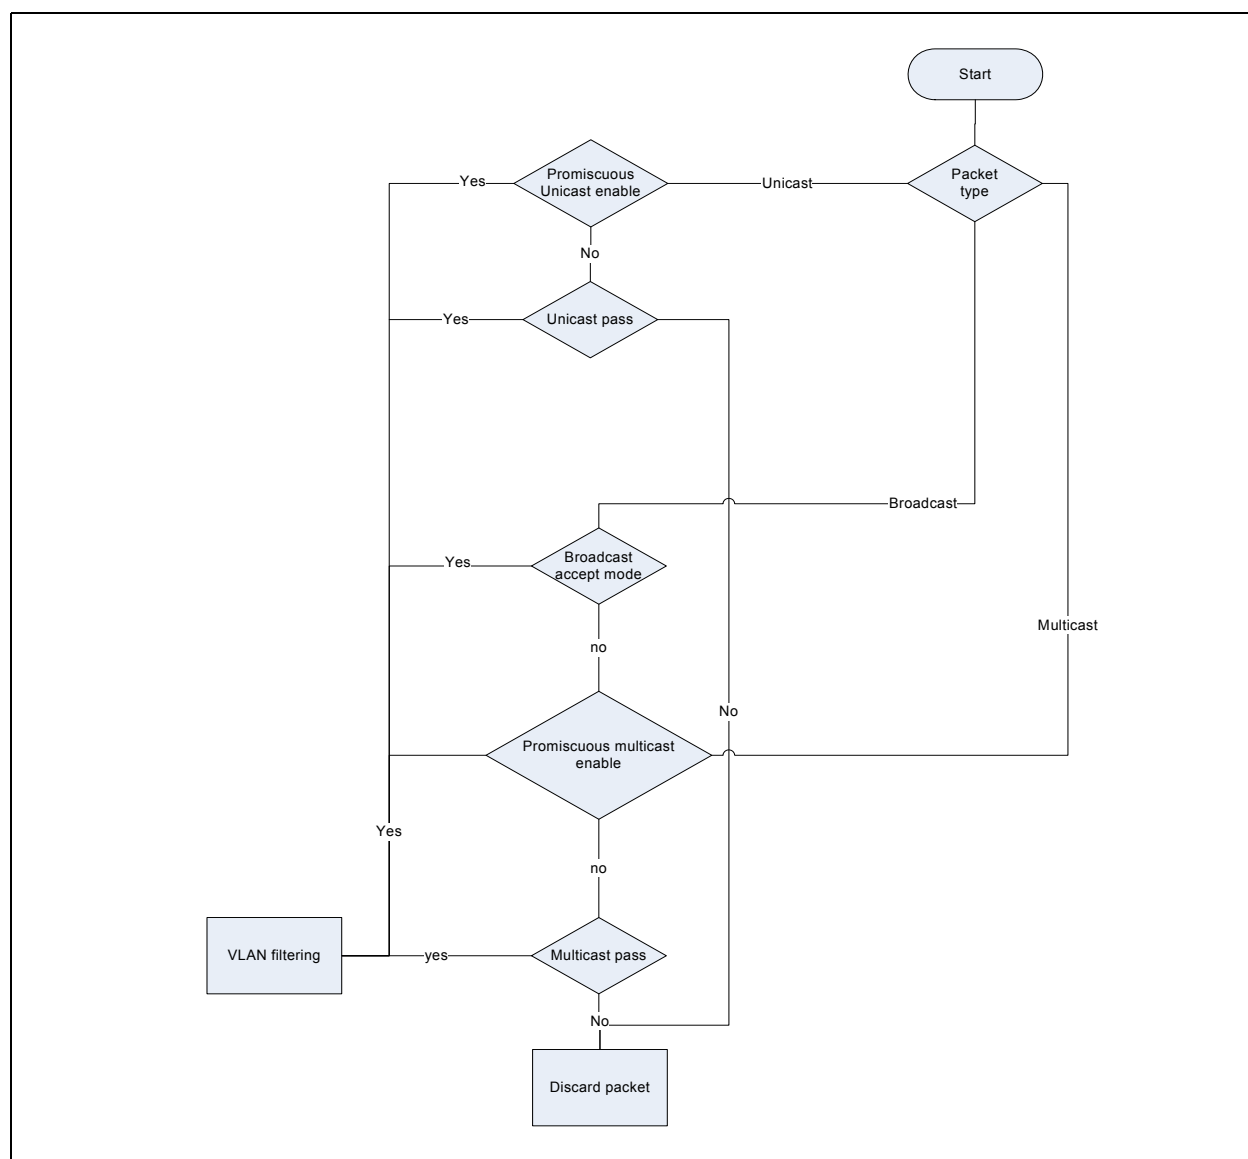 Start
Packet
type
Unicast
Promiscuous
Unicast enable
Yes
No
Unicast pass
Yes
Broadcast
Broadcast
accept mode
Yes
no
Multicast
No
Promiscuous multicast
enable
Yes
no
Multicast pass
yes
VLAN filtering
No
Discard packet